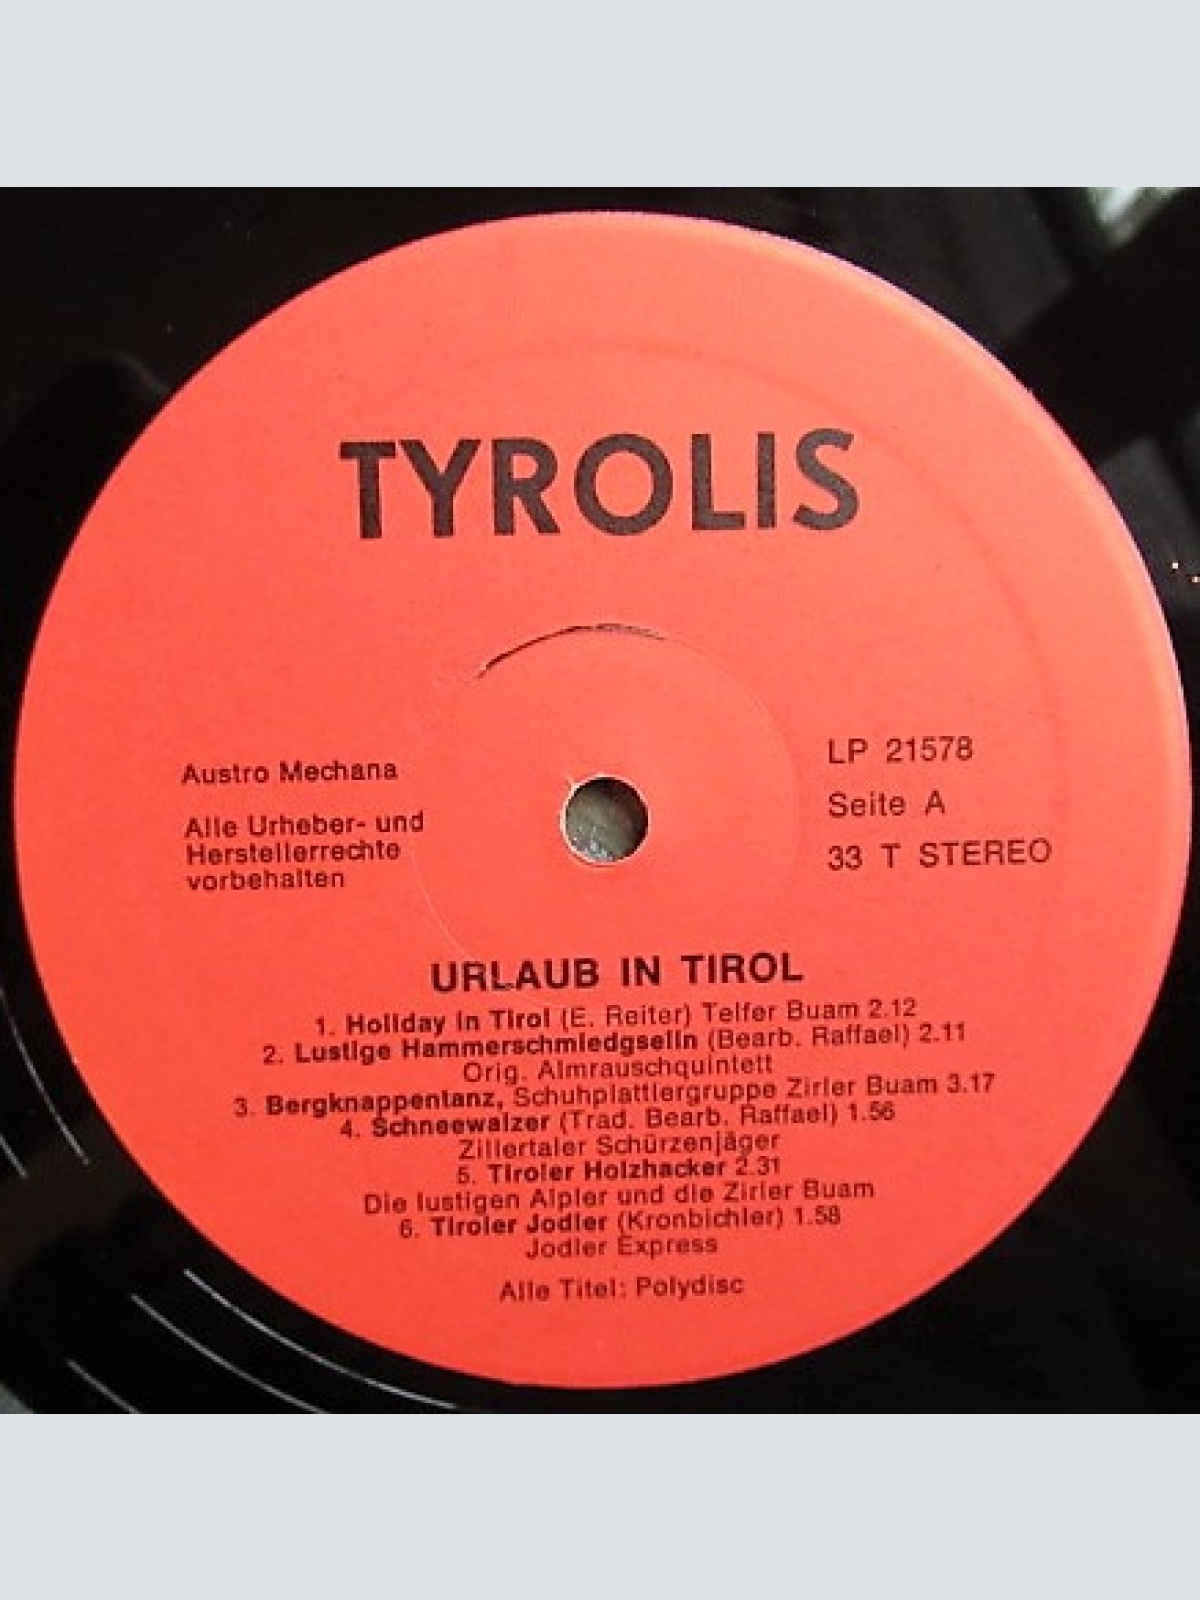 TYROLIS
Austro Mechana
Alle Urheber- und
Herstellerrechte
vorbehalten
LP 21578
Seite A
33 T STEREO
URLAUB IN TIROL
1. Holiday in Tirol (E. Reiter) Telfer Buam 2.12
2. Lustige Hammerschmiedgselln (Bearb. Raffael) 2.11
Orig. Almrauschquintett
3. Bergknappentanz, Schuhplattlergruppe Zirler Buam 3.17
4. Schneewalzer (Trad. Bearb. Raffael) 1.56
Zillertaler Schürzenjäger
5. Tiroler Holzhacker 2.31
Die lustigen Alpler und die Zirler Buam
6. Tiroler Jodler (Kronbichler) 1.58
Jodler Express
Alle Titel: Polydisc